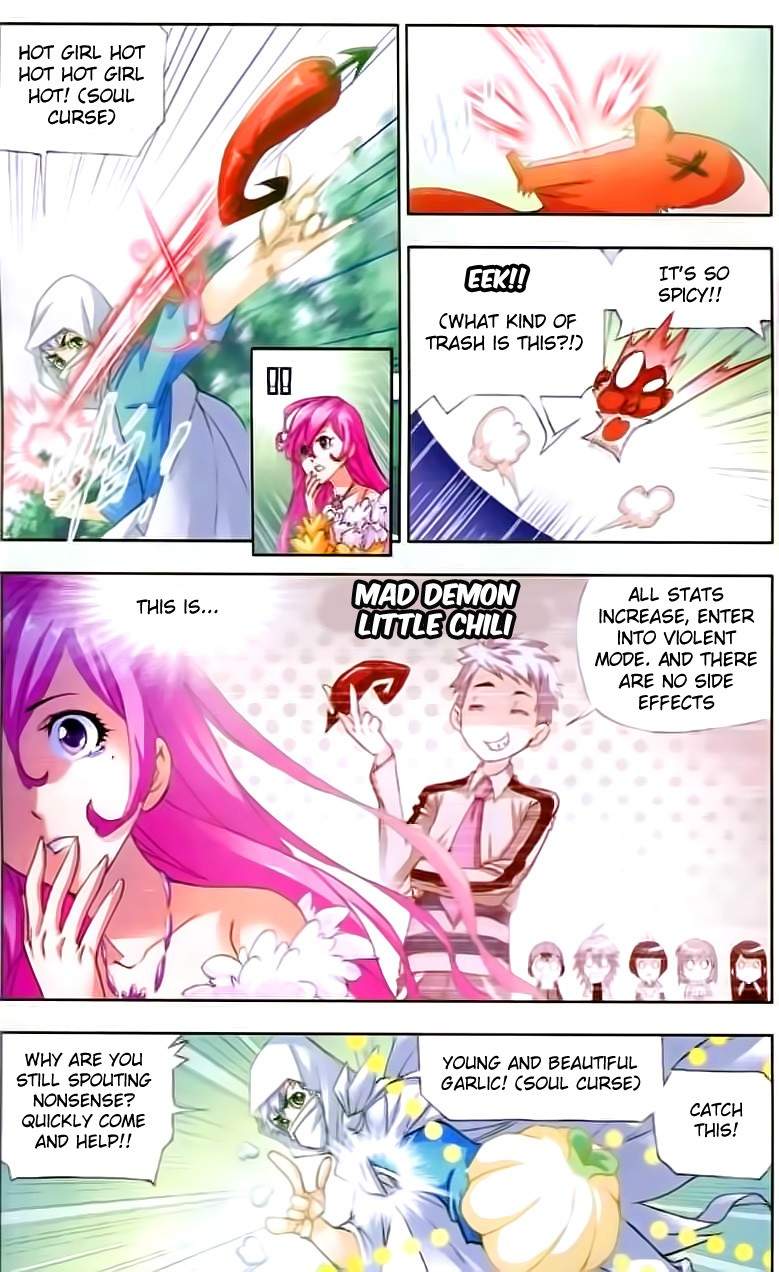 HOT GIRL HOT
HOT HOT GIRL
HOT! (SOUL
CURSE)
!!
EEK!!
(WHAT KIND OF
TRASH IS THIS?!)
IT'S SO
SPICY!!
THIS IS...
MAD DEMON
LITTLE CHILI
ALL STATS
INCREASE, ENTER
INTO VIOLENT
MODE. AND THERE
ARE NO SIDE
EFFECTS
WHY ARE YOU
STILL SPOUTING
NONSENSE?
QUICKLY COME
AND HELP!!
YOUNG AND BEAUTIFUL
GARLIC! (SOUL CURSE)
CATCH
THIS!